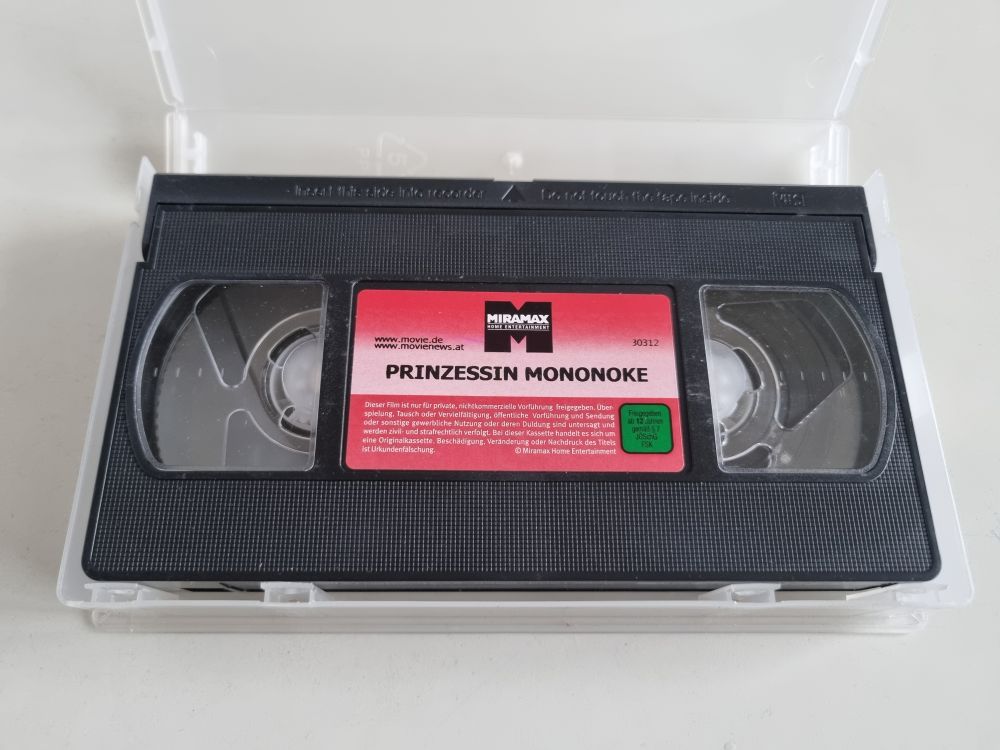 - Insert this side into recorder
Do not touch the tape inside
VHS
MIRAMAX
HOME ENTERTAINMENT
www.movie.de
www.movienews.at
30312
PRINZESSIN MONONOKE
Dieser Film ist nur für private, nichtkommerzielle Vorführung freigegeben. Über-
spielung, Tausch oder Vervielfältigung, öffentliche Vorführung und Sendung
oder sonstige gewerbliche Nutzung oder deren Duldung sind untersagt und
werden zivil- und strafrechtlich verfolgt. Bei dieser Kassette handelt es sich um
eine Originalkassette. Beschädigung, Veränderung oder Nachdruck des Titels
ist Urkundenfälschung.
© Miramax Home Entertainment
Freigegeben
ab 12 Jahren
gemäß § 7
JÖSchG
FSK